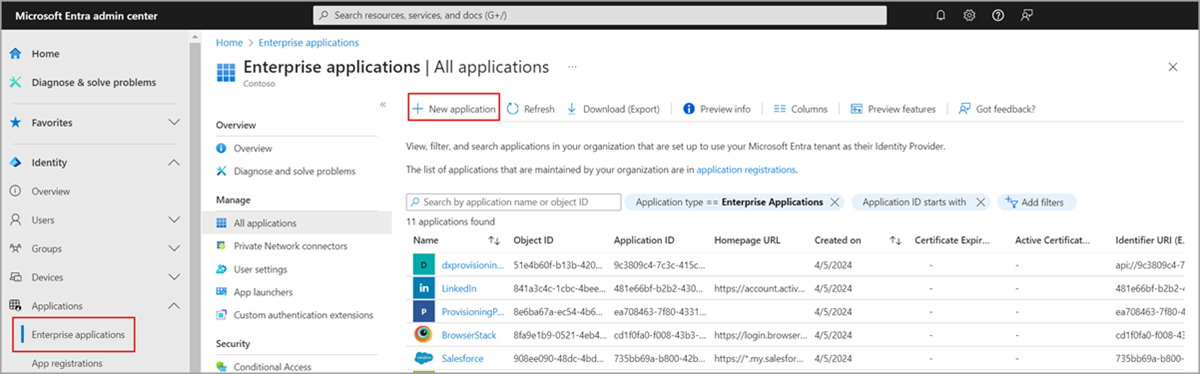 Microsoft Entra admin center
Search resources, services, and docs (G+/)
Home
Diagnose & solve problems
Favorites
Identity
Overview
Users
Groups
Devices
Applications
Enterprise applications
App registrations
Home > Enterprise applications
Enterprise applications | All applications ...
Contoso
Overview
Overview
Diagnose and solve problems
Manage
All applications
Private Network connectors
User settings
App launchers
Custom authentication extensions
Security
Conditional Access
New application Refresh Download (Export) Preview info Columns Preview features Got feedback?
View, filter, and search applications in your organization that are set up to use your Microsoft Entra tenant as their Identity Provider.
The list of applications that are maintained by your organization are in application registrations.
Search by application name or object ID Application type == Enterprise Applications Application ID starts with Add filters
11 applications found
Name Object ID Application ID Homepage URL Created on Certificate Expir... Active Certificat... Identifier URI (E...
D dxprovisionin... 51e4b60f-b13b-420... 9c3809c4-7c3c-415c... 4/5/2024 - - api://9c3809c4-7
in LinkedIn 841a3c4c-1cbc-4bee... 481e66bf-b2b2-430... https://account.activ... 4/5/2024 - - 481e66bf-b2b2-4
P ProvisioningP... 8e6ba67a-ec54-4b6... ea708463-7f80-4331... 4/5/2024 - - ea708463-7f80-4
BrowserStack 8fa9e1b9-0521-4eb4... cd1f0fa0-f008-43b3-... https://login.browser... 4/5/2024 - - cd1f0fa0-f008-43
Salesforce 908ee090-48dc-4bd... 735bb69a-b800-42b... https://*.my.salesfor... 4/5/2024 - - 735bb69a-b800-4